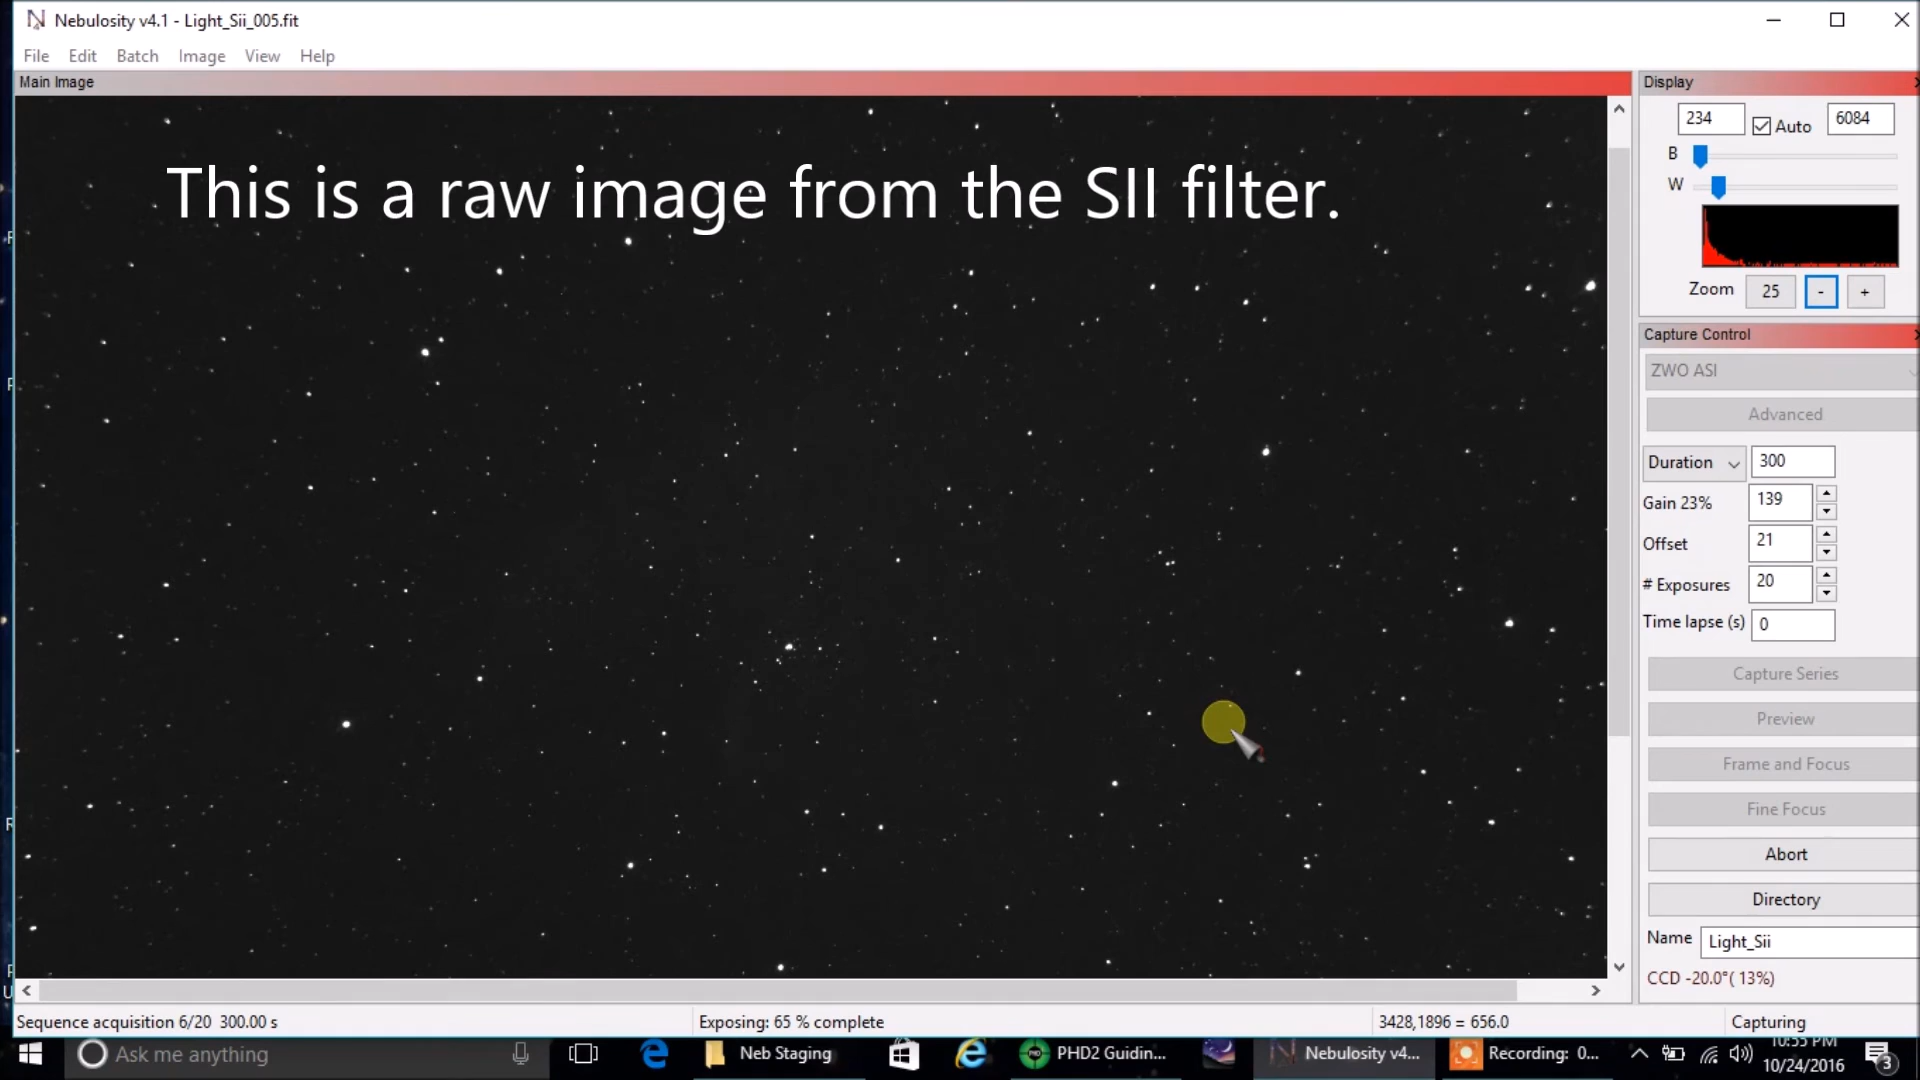 Nebulosity v4.1 - Light_Sii_005.fit
File Edit Batch Image View Help
Main Image
Display
234 Auto 6084
B
W
Zoom 25 - +
This is a raw image from the SII filter.
Capture Control
ZWO ASI
Advanced
Duration 300
Gain 23% 139
Offset 21
# Exposures 20
Time lapse (s) 0
Capture Series
Preview
Frame and Focus
Fine Focus
Abort
Directory
Name Light_Sii
CCD -20.0°( 13%)
Sequence acquisition 6/20 300.00 s
Exposing: 65 % complete
3428,1896 = 656.0
Capturing
Ask me anything
Neb Staging
PHD2 Guidin...
Nebulosity v4...
Recording: 0...
10:55 PM
10/24/2016
3